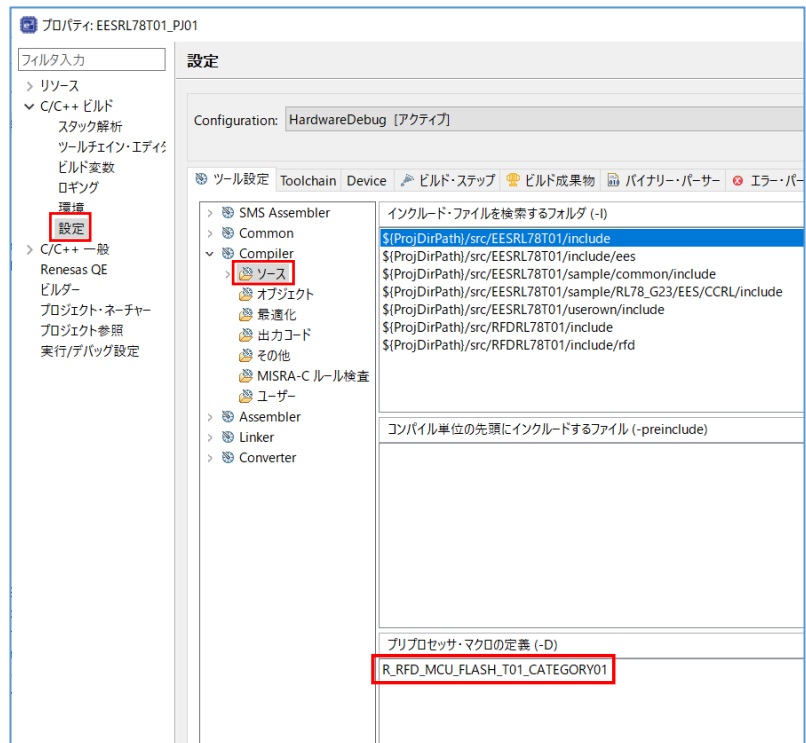 プロパティ: EESRL78T01_PJ01
フィルタ入力
リソース
C/C++ ビルド
スタック解析
ツールチェイン・エディタ
ビルド変数
ロギング
環境
設定
C/C++ 一般
Renesas QE
ビルダー
プロジェクト・ネーチャー
プロジェクト参照
実行/デバッグ設定
設定
Configuration: HardwareDebug [アクティブ]
ツール設定 Toolchain Device ビルド・ステップ ビルド成果物 バイナリー・パーサー エラー・パー
SMS Assembler
Common
Compiler
ソース
オブジェクト
最適化
出力コード
その他
MISRA-C ルール検査
ユーザー
Assembler
Linker
Converter
インクルード・ファイルを検索するフォルダ (-I)
${ProjDirPath}/src/EESRL78T01/include
${ProjDirPath}/src/EESRL78T01/include/ees
${ProjDirPath}/src/EESRL78T01/sample/common/include
${ProjDirPath}/src/EESRL78T01/sample/RL78_G23/EES/CCRL/include
${ProjDirPath}/src/EESRL78T01/userown/include
${ProjDirPath}/src/RFDRL78T01/include
${ProjDirPath}/src/RFDRL78T01/include/rfd
コンパイル単位の先頭にインクルードするファイル (-preinclude)
プリプロセッサ・マクロの定義 (-D)
R_RFD_MCU_FLASH_T01_CATEGORY01